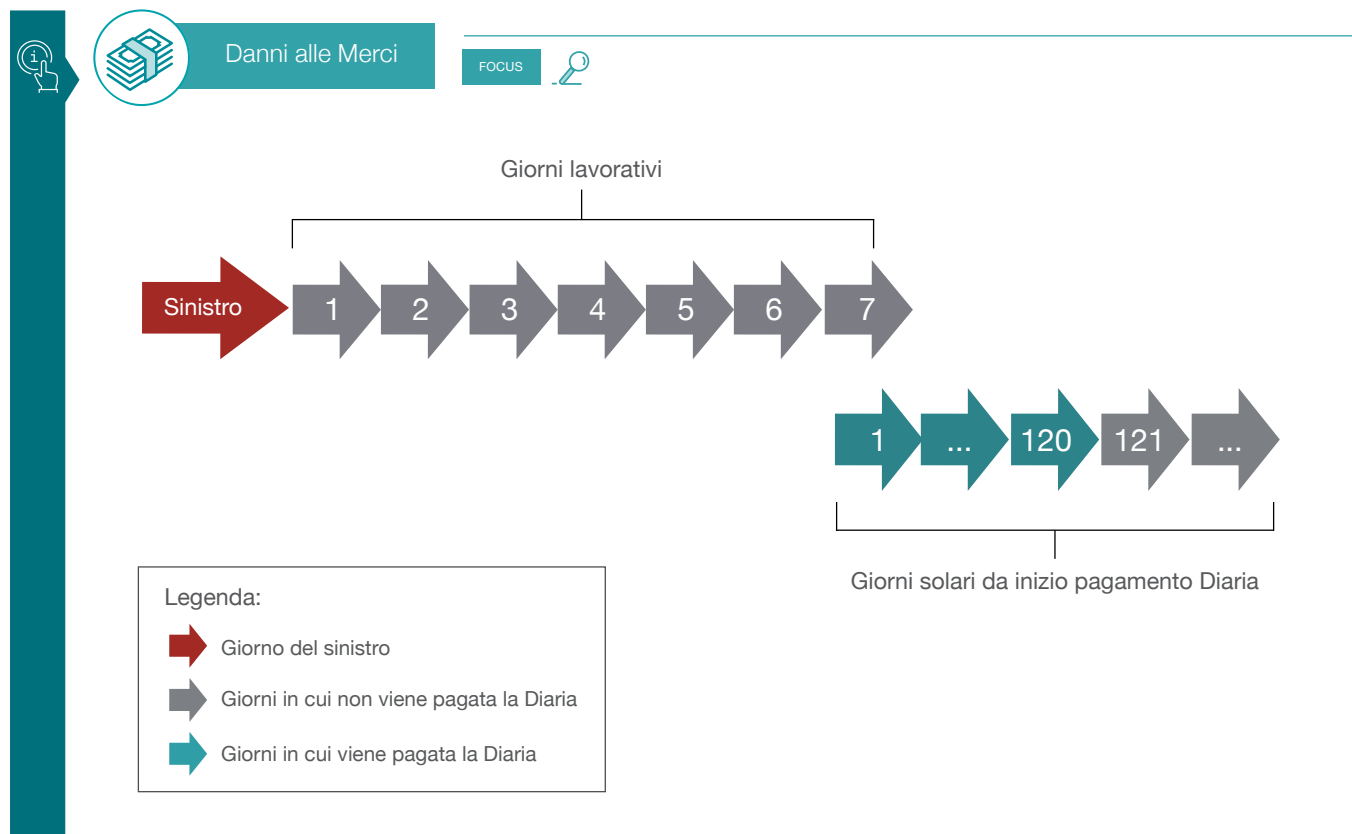 Danni alle Merci
FOCUS
Giorni lavorativi
Sinistro 1 2 3 4 5 6 7
1 ... 120 121 ...
Giorni solari da inizio pagamento Diaria
Legenda:
Giorno del sinistro
Giorni in cui non viene pagata la Diaria
Giorni in cui viene pagata la Diaria